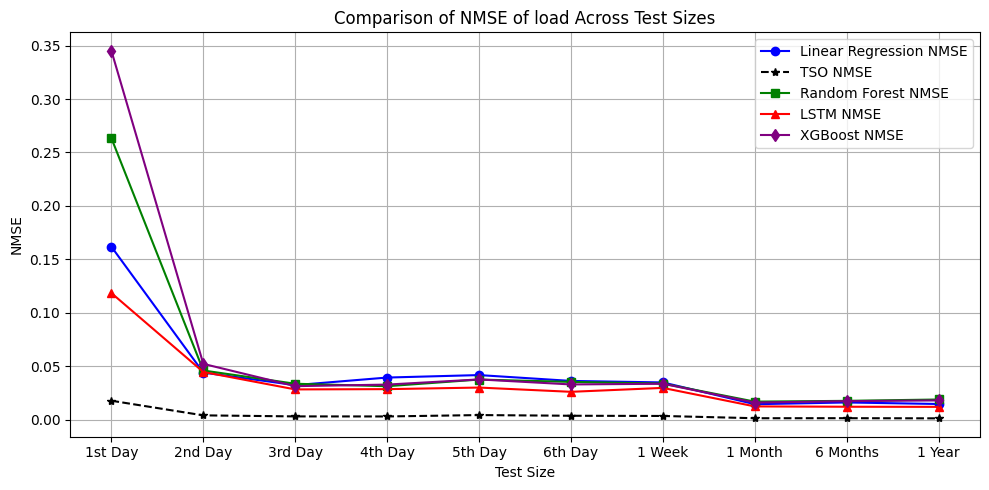 Comparison of NMSE of load Across Test Sizes
Linear Regression NMSE
TSO NMSE
Random Forest NMSE
LSTM NMSE
XGBoost NMSE
NMSE
0.35
0.30
0.25
0.20
0.15
0.10
0.05
0.00
1st Day 2nd Day 3rd Day 4th Day 5th Day 6th Day 1 Week 1 Month 6 Months 1 Year
Test Size